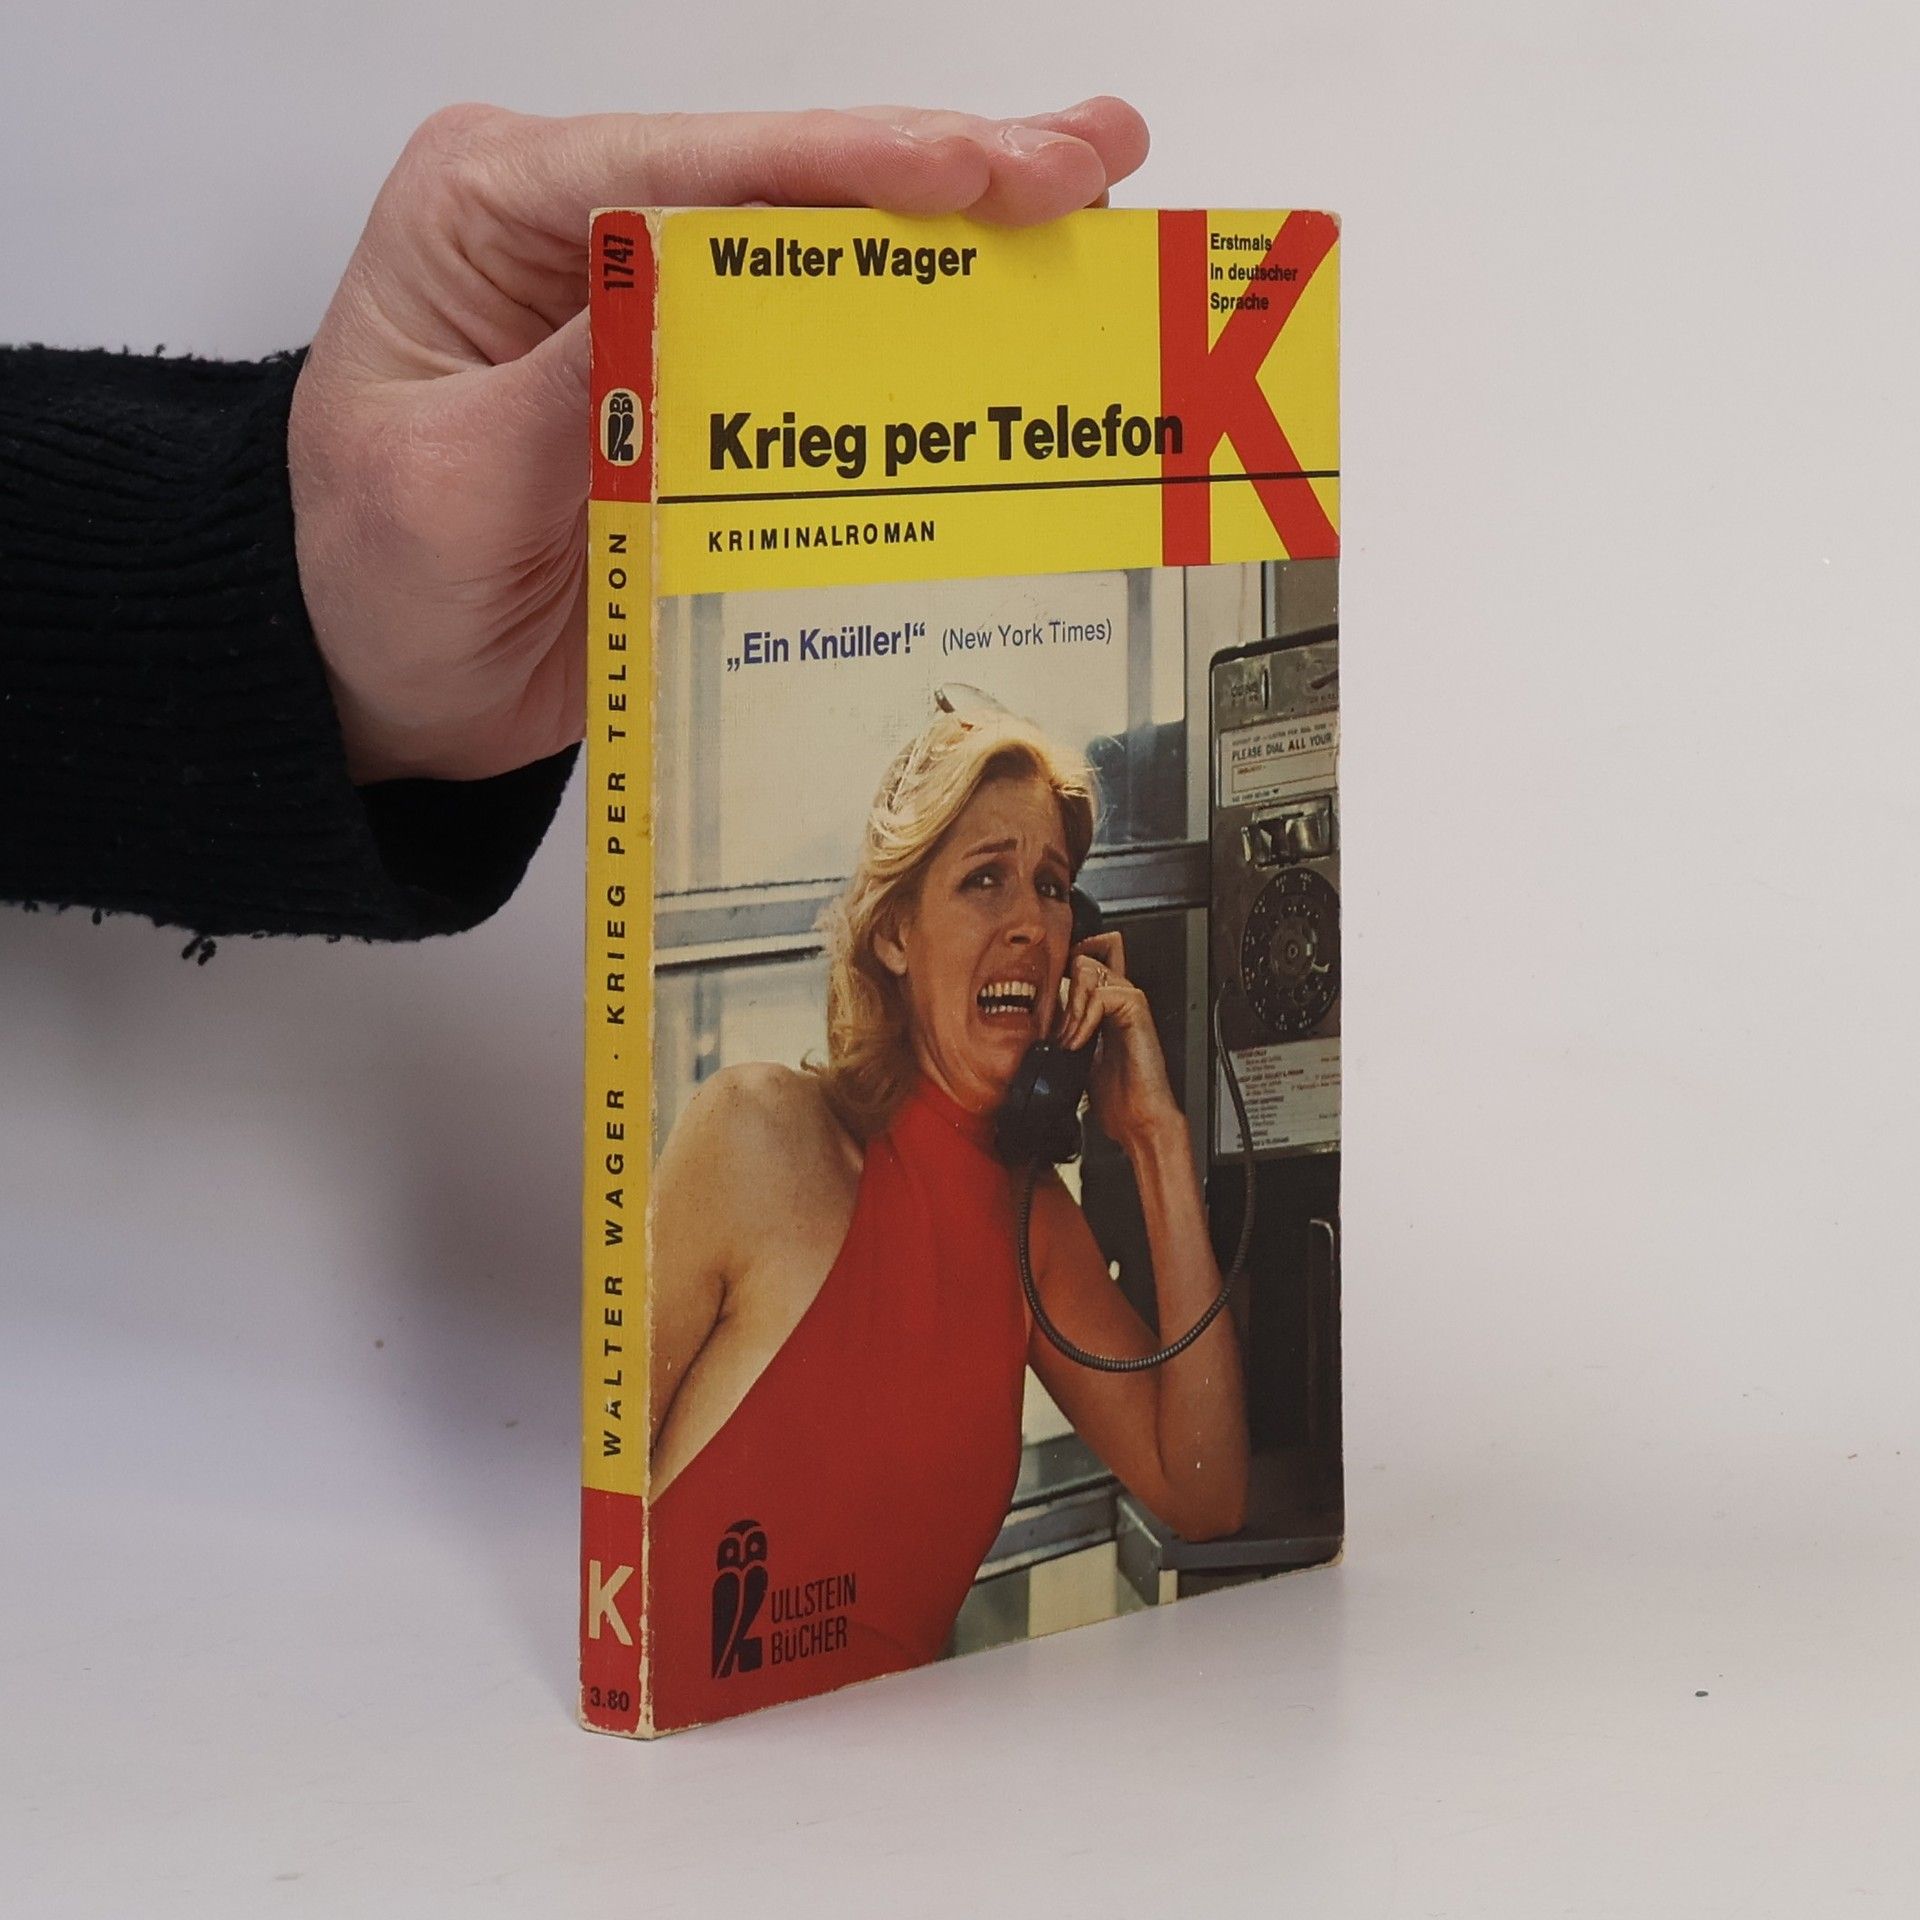 1747
WALTER WAGER · KRIEG PER TELEFON
K
3.80
Walter Wager
K
Erstmals
in deutscher
Sprache
Krieg per Telefon
KRIMINALROMAN
„Ein Knüller!“ (New York Times)
PLEASE DIAL ALL YOUR
ULLSTEIN
BÜCHER